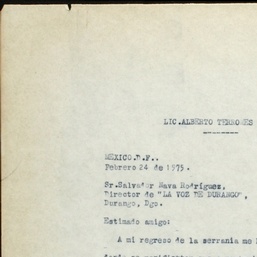 LIC.ALBERTO TERRONES
MEXICO.D.F..
Febrero 24 de 1975.
Sr.Salvador Nava Rodríguez,
Director de "LA VOZ DE DURANGO",
Durango, Dgo.
Estimado amigo:
A mi regreso de la serranía me